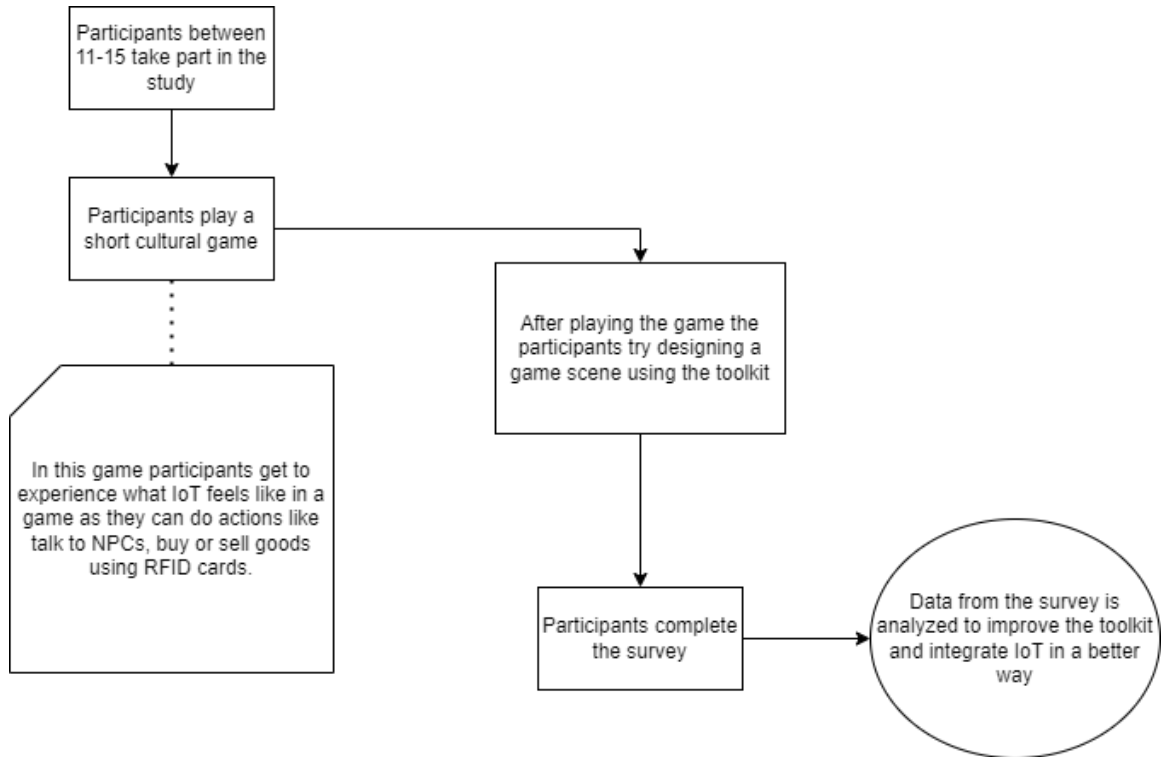 Participants between
11-15 take part in the
study
Participants play a
short cultural game
After playing the game the
participants try designing a
game scene using the toolkit
In this game participants get to
experience what IoT feels like in a
game as they can do actions like
talk to NPCs, buy or sell goods
using RFID cards.
Participants complete
the survey
Data from the survey is
analyzed to improve the toolkit
and integrate IoT in a better
way